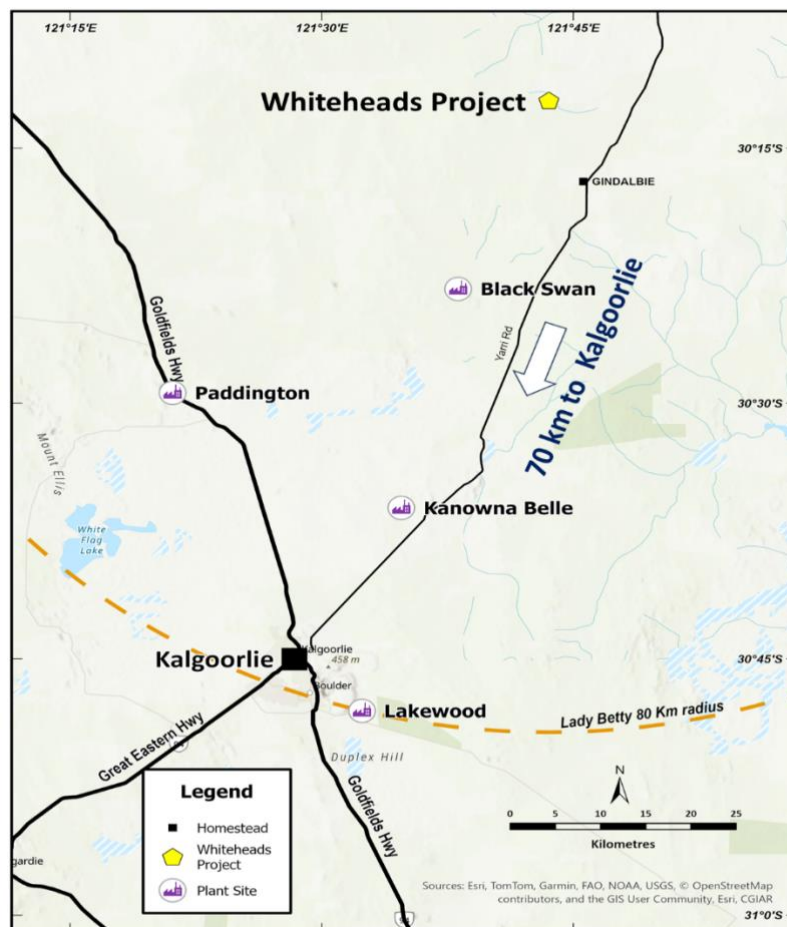 121°15'E
121°30'E
121°45'E
Whiteheads Project
30°15'S
GINDALBIE
Black Swan
Goldfields Hwy
Yarri Rd
70 km to Kalgoorlie
Paddington
30°30'S
Mount Ellis
Kanowna Belle
White
Flag
Lake
Kalgoorlie
Kalgoorlie
458 m
30°45'S
Boulder
Lakewood
Lady Betty 80 Km radius
Great Eastern Hwy
Duplex Hill
Goldfields Hwy
N
Legend
Homestead
Whiteheads
Project
Plant Site
0 5 10 15 20 25
Kilometres
gardie
Sources: Esri, TomTom, Garmin, FAO, NOAA, USGS, © OpenStreetMap
contributors, and the GIS User Community, Esri, CGIAR
31°0'S